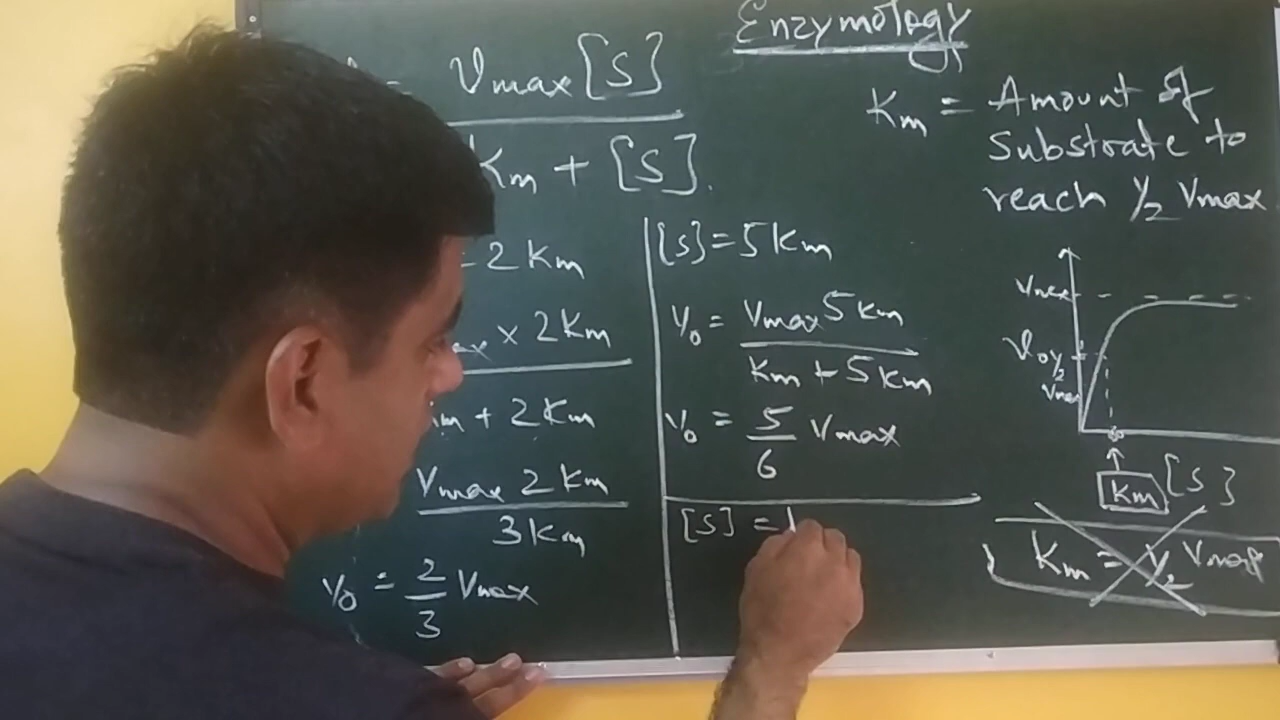 Enzymology
Vmax [S]
Km + [S].
Km = Amount of
Substrate to
reach 1/2 Vmax
= 2 Km
x 2 Km
+ 2 Km
Vmax 2 Km
3 Km
V0 = 2/3 Vmax
[S] = 5 Km
V0 = Vmax 5 Km
Km + 5 Km
V0 = 5/6 Vmax
[S] =
Vmax
V0 1/2
Vmax
Km [S]
Km = 1/2 Vmax